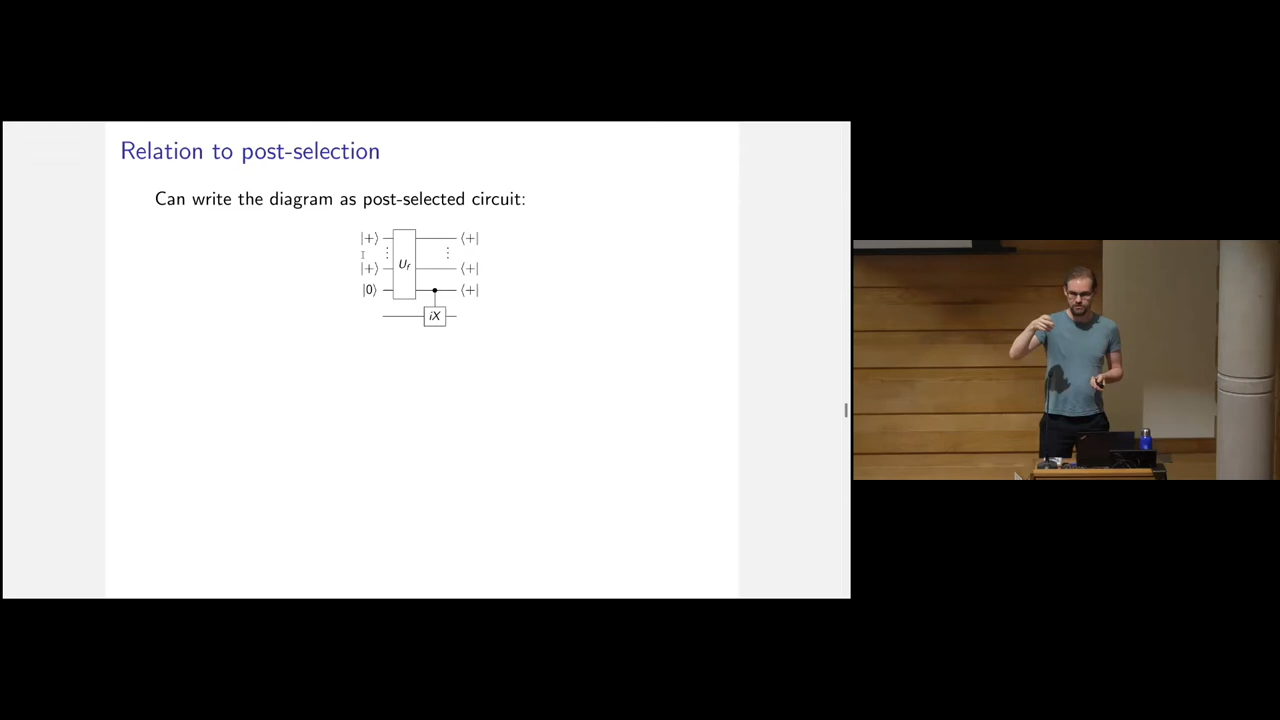 Relation to post-selection
Can write the diagram as post-selected circuit:
|+⟩ ⟨+|
⋮ ⋮
|+⟩ U_f ⟨+|
|0⟩ ⟨+|
iX